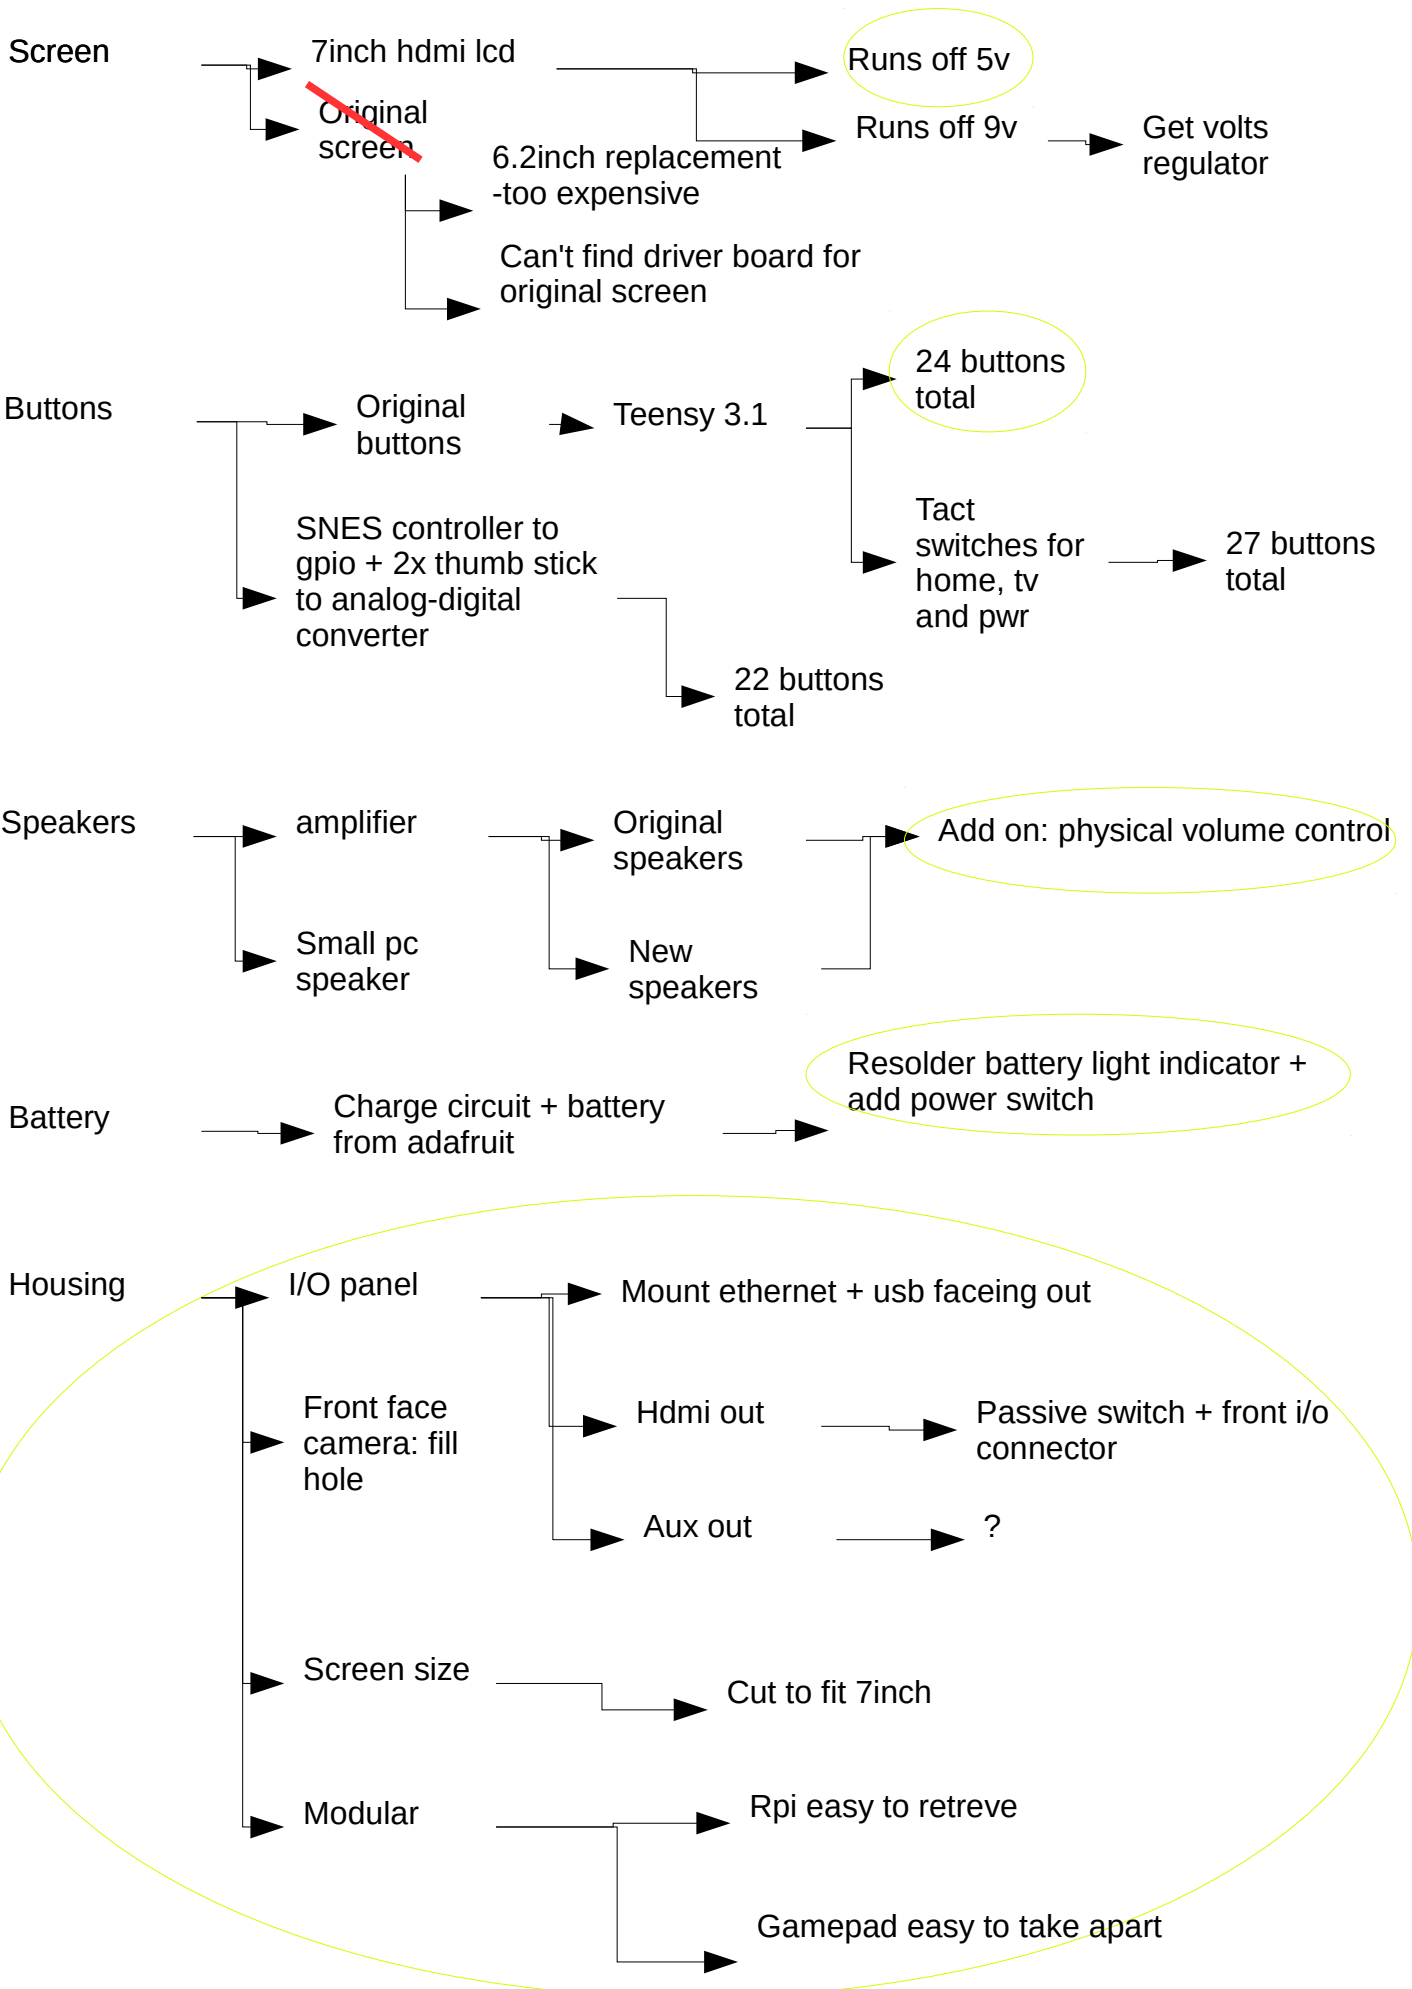 Screen
7inch hdmi lcd
Runs off 5v
Original
screen
Runs off 9v
Get volts
regulator
6.2inch replacement
-too expensive
Can't find driver board for
original screen
Buttons
Original
buttons
Teensy 3.1
24 buttons
total
Tact
switches for
home, tv
and pwr
27 buttons
total
SNES controller to
gpio + 2x thumb stick
to analog-digital
converter
22 buttons
total
Speakers
amplifier
Original
speakers
Add on: physical volume control
Small pc
speaker
New
speakers
Battery
Charge circuit + battery
from adafruit
Resolder battery light indicator +
add power switch
Housing
I/O panel
Mount ethernet + usb faceing out
Front face
camera: fill
hole
Hdmi out
Passive switch + front i/o
connector
Aux out
?
Screen size
Cut to fit 7inch
Modular
Rpi easy to retreve
Gamepad easy to take apart